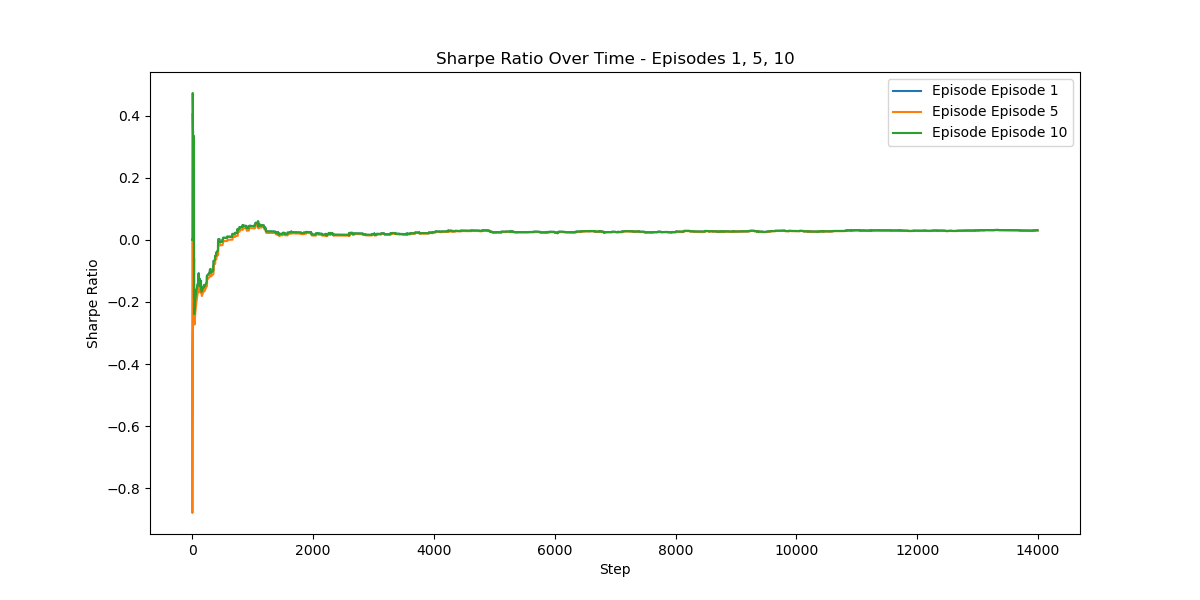 Sharpe Ratio Over Time - Episodes 1, 5, 10
Episode Episode 1
Episode Episode 5
Episode Episode 10
0.4
0.2
0.0
−0.2
−0.4
−0.6
−0.8
Sharpe Ratio
0 2000 4000 6000 8000 10000 12000 14000
Step